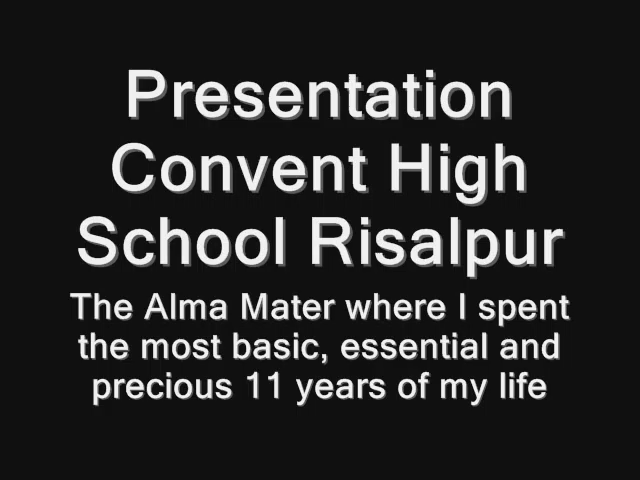 Presentation
Convent High
School Risalpur
The Alma Mater where I spent
the most basic, essential and
precious 11 years of my life